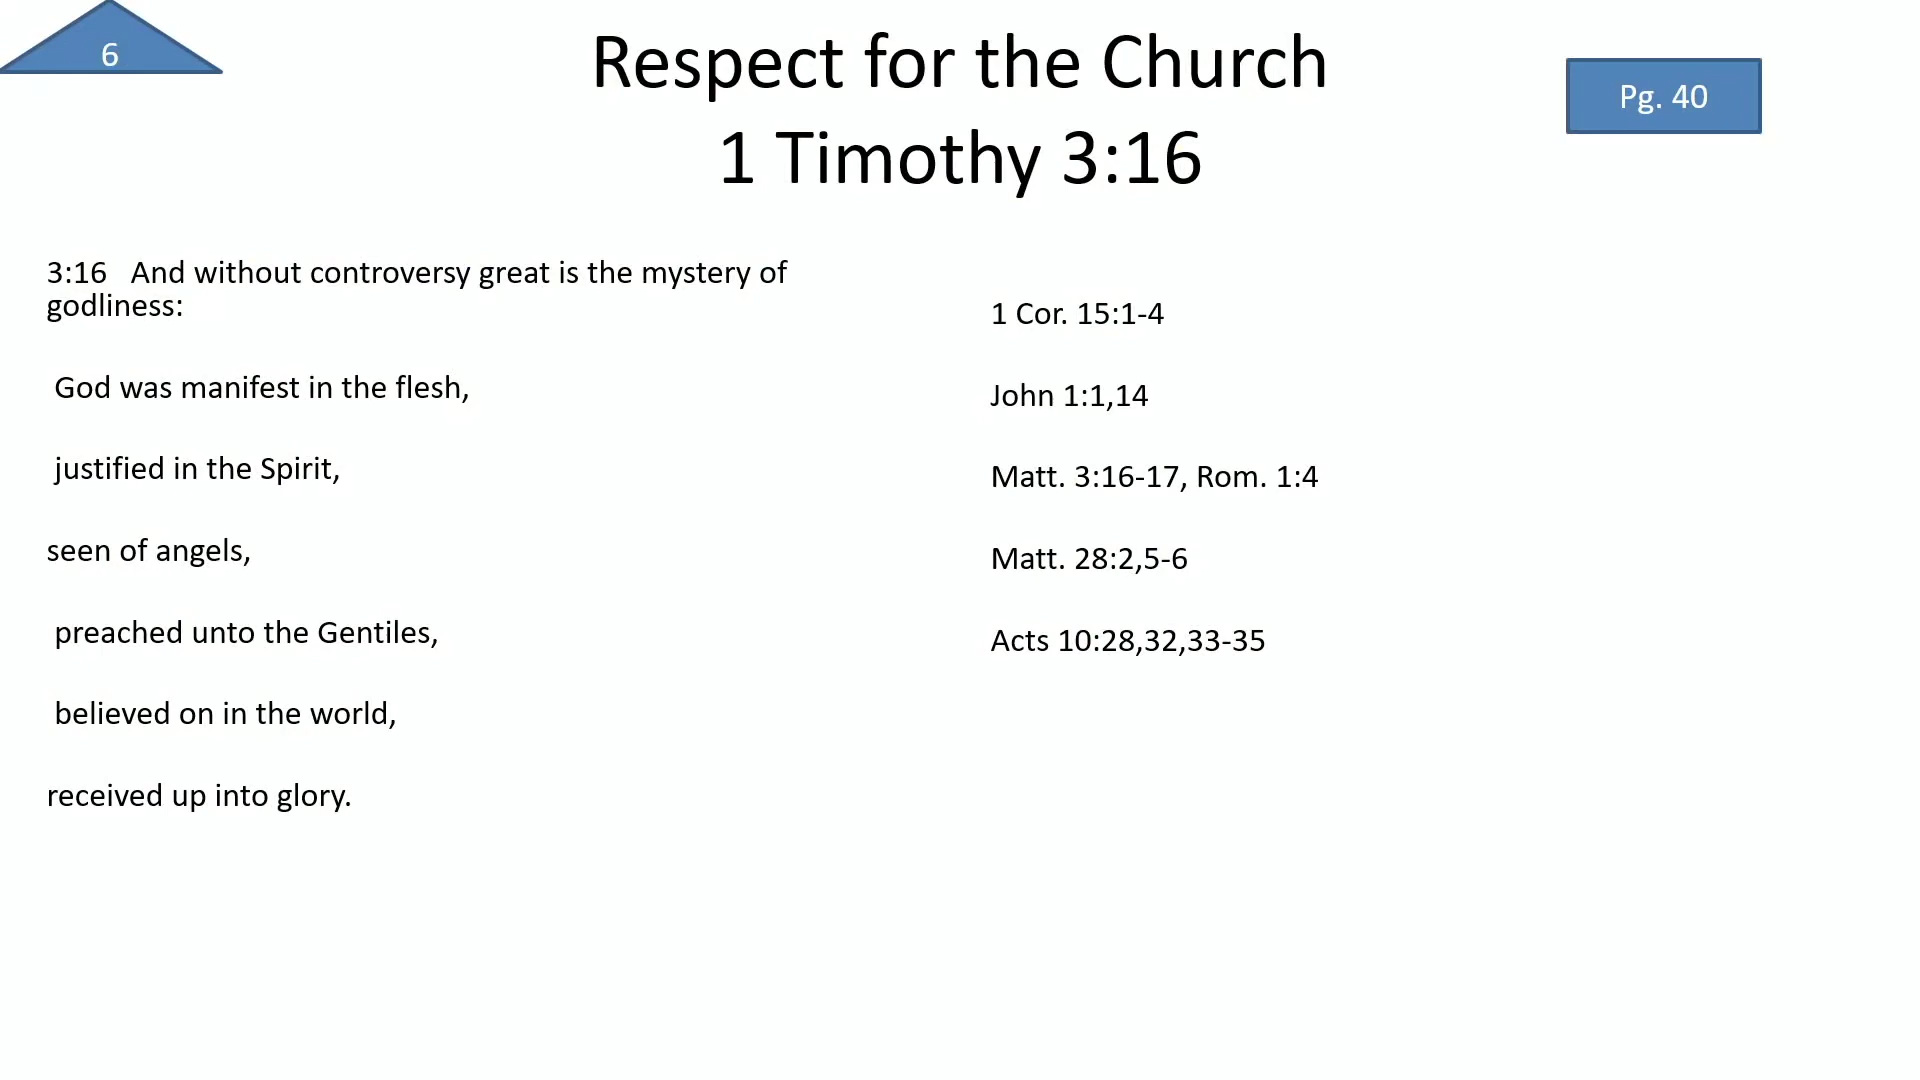 6
Respect for the Church
1 Timothy 3:16
Pg. 40
3:16   And without controversy great is the mystery of
godliness:
God was manifest in the flesh,
justified in the Spirit,
seen of angels,
preached unto the Gentiles,
believed on in the world,
received up into glory.
1 Cor. 15:1-4
John 1:1,14
Matt. 3:16-17, Rom. 1:4
Matt. 28:2,5-6
Acts 10:28,32,33-35